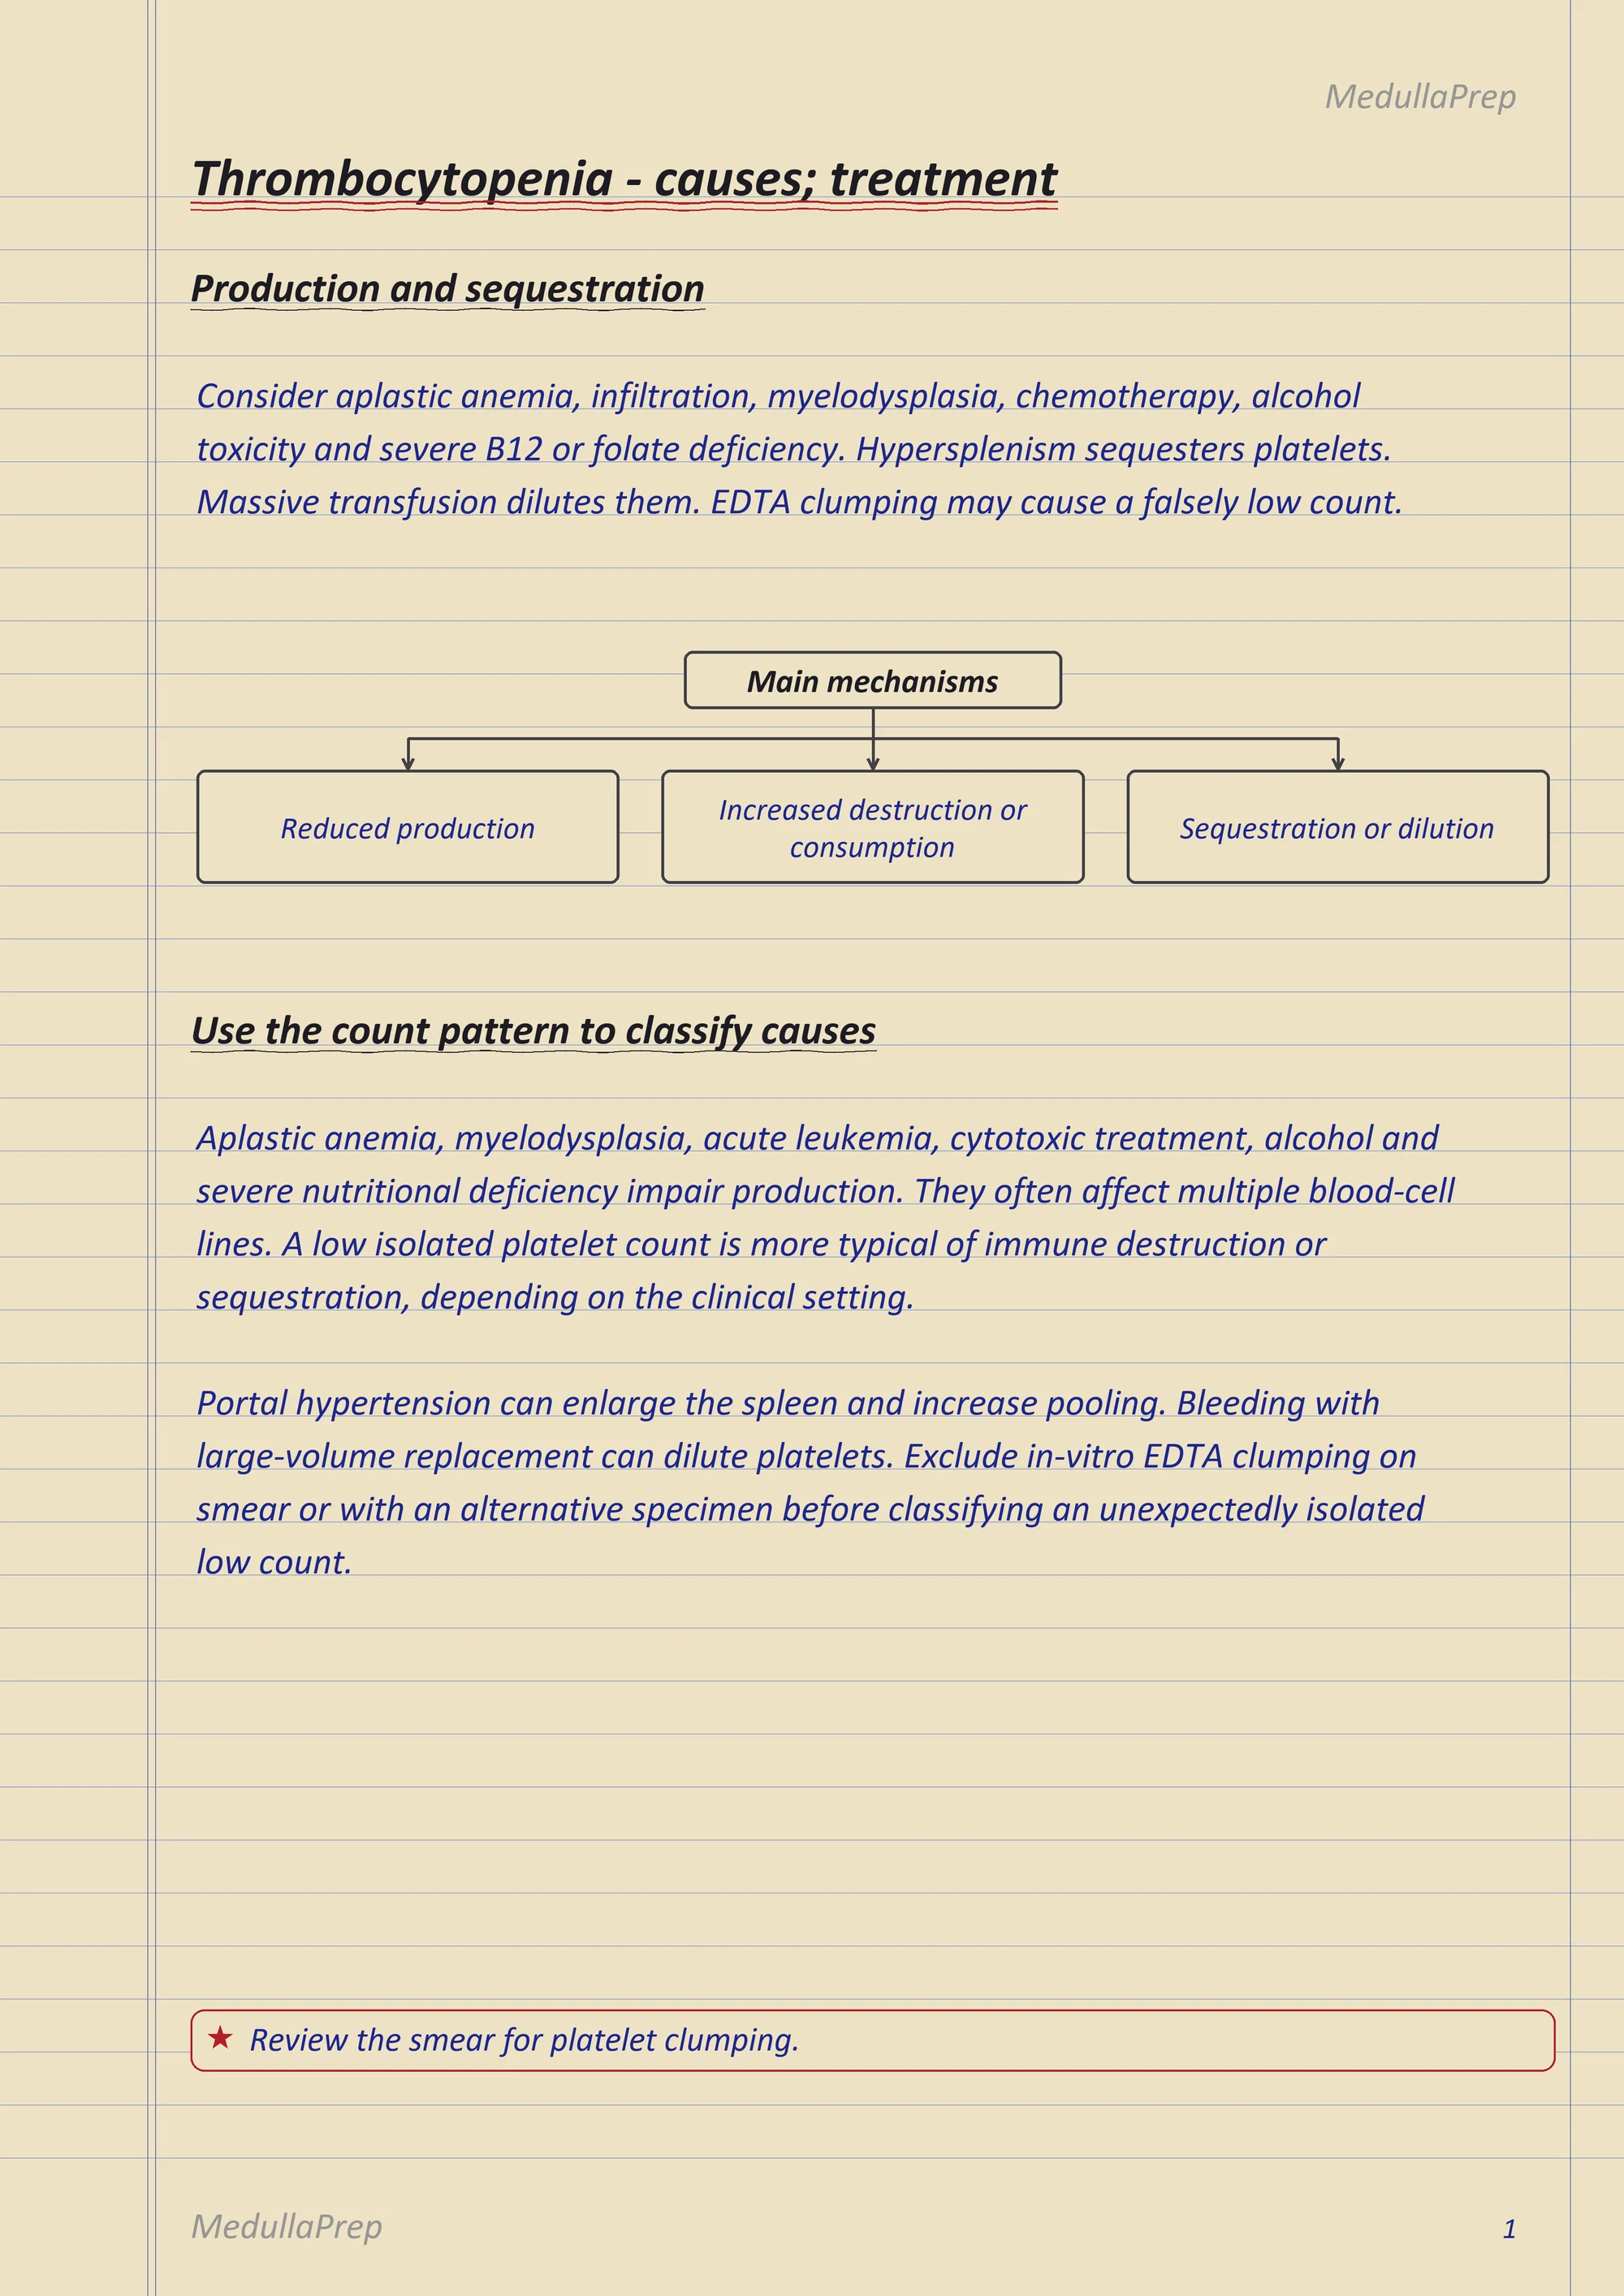 MedullaPrep
Thrombocytopenia - causes; treatment
Production and sequestration
Consider aplastic anemia, infiltration, myelodysplasia, chemotherapy, alcohol
toxicity and severe B12 or folate deficiency. Hypersplenism sequesters platelets.
Massive transfusion dilutes them. EDTA clumping may cause a falsely low count.
Main mechanisms
Reduced production
Increased destruction or
consumption
Sequestration or dilution
Use the count pattern to classify causes
Aplastic anemia, myelodysplasia, acute leukemia, cytotoxic treatment, alcohol and
severe nutritional deficiency impair production. They often affect multiple blood-cell
lines. A low isolated platelet count is more typical of immune destruction or
sequestration, depending on the clinical setting.
Portal hypertension can enlarge the spleen and increase pooling. Bleeding with
large-volume replacement can dilute platelets. Exclude in-vitro EDTA clumping on
smear or with an alternative specimen before classifying an unexpectedly isolated
low count.
★ Review the smear for platelet clumping.
MedullaPrep
1